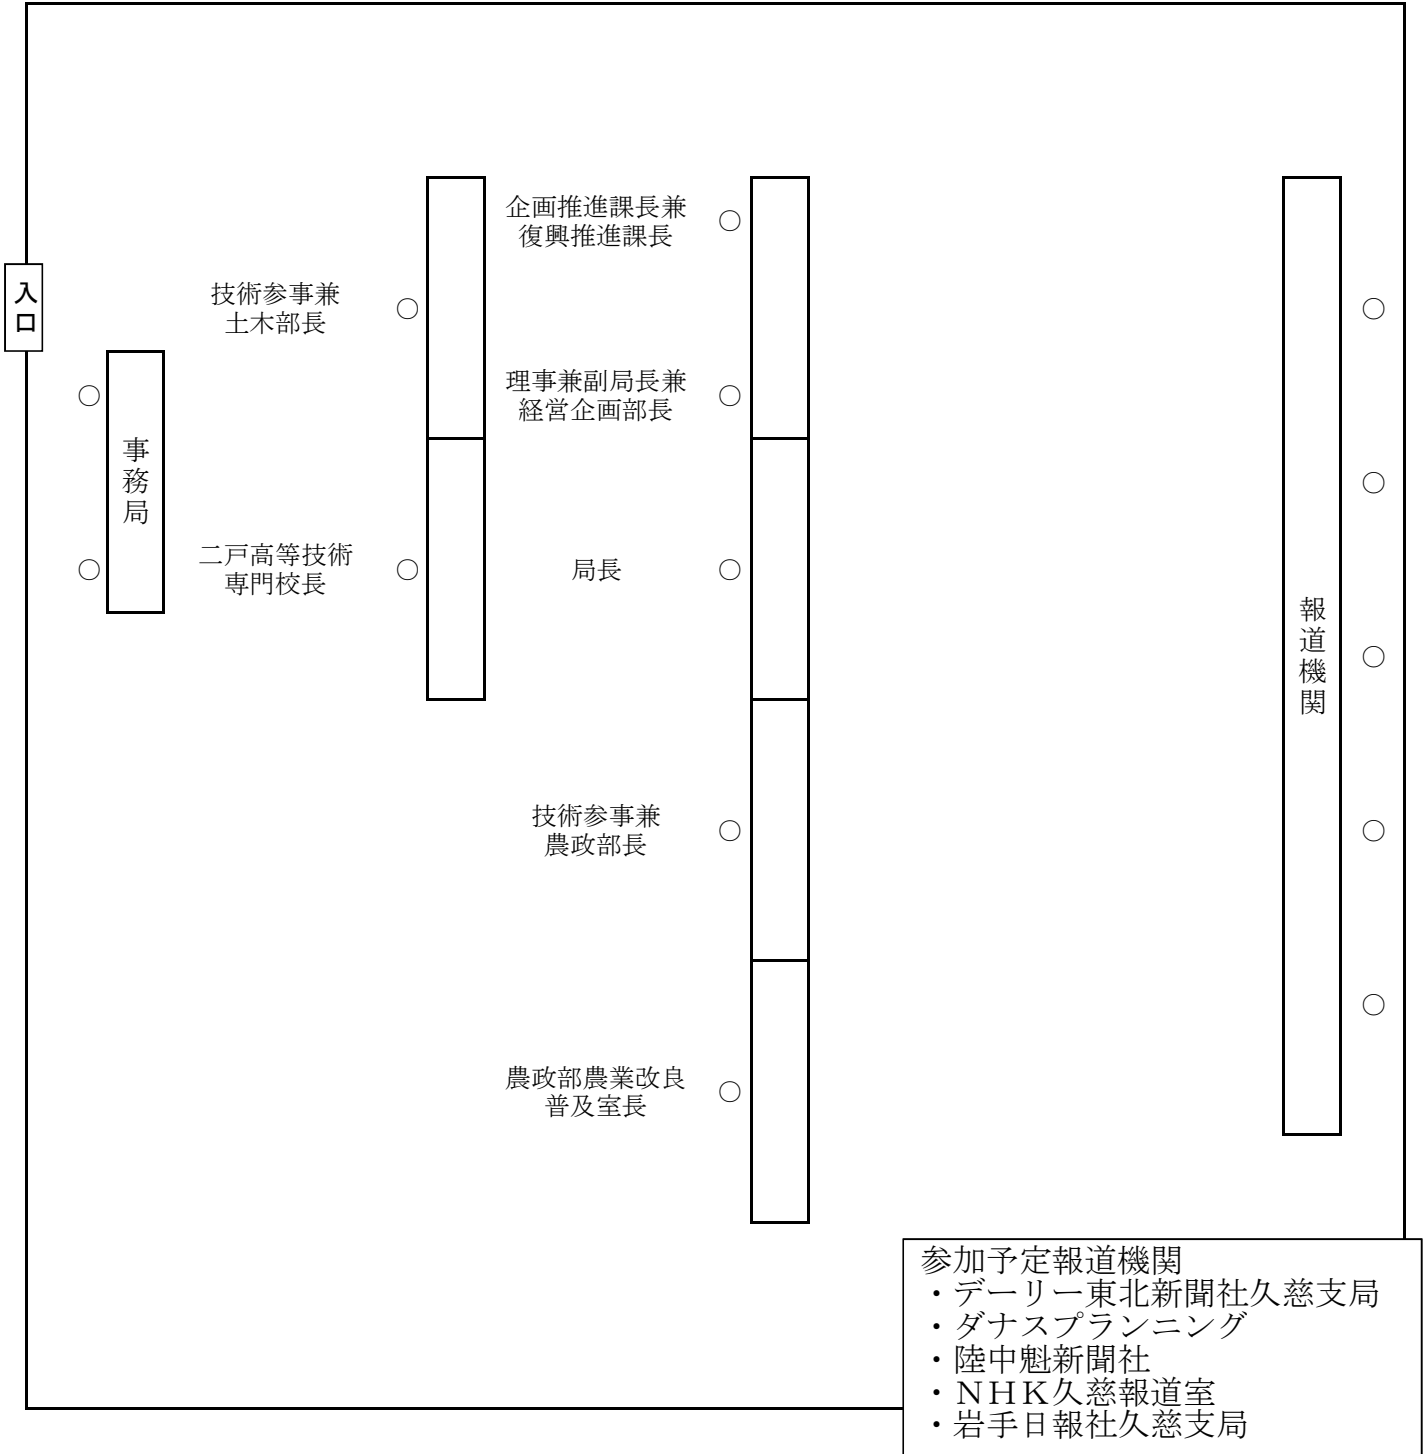 入口
事務局
技術参事兼
土木部長
二戸高等技術
専門校長
企画推進課長兼
復興推進課長
理事兼副局長兼
経営企画部長
局長
技術参事兼
農政部長
農政部農業改良
普及室長
報道機関
参加予定報道機関
・デーリー東北新聞社久慈支局
・ダナスプランニング
・陸中魁新聞社
・ＮＨＫ久慈報道室
・岩手日報社久慈支局